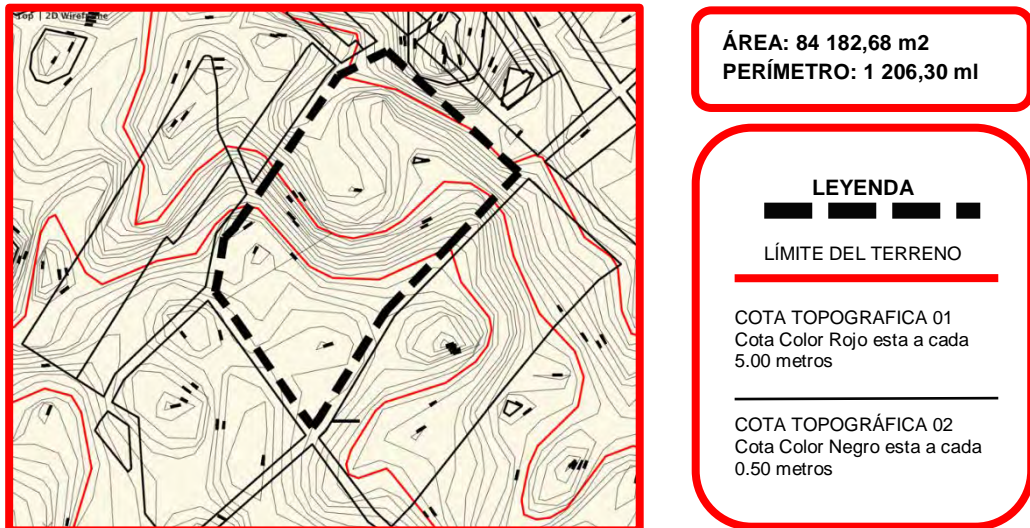 Top | 2D Wireframe
ÁREA: 84 182,68 m2
PERÍMETRO: 1 206,30 ml
LEYENDA
LÍMITE DEL TERRENO
COTA TOPOGRAFICA 01
Cota Color Rojo esta a cada
5.00 metros
COTA TOPOGRÁFICA 02
Cota Color Negro esta a cada
0.50 metros